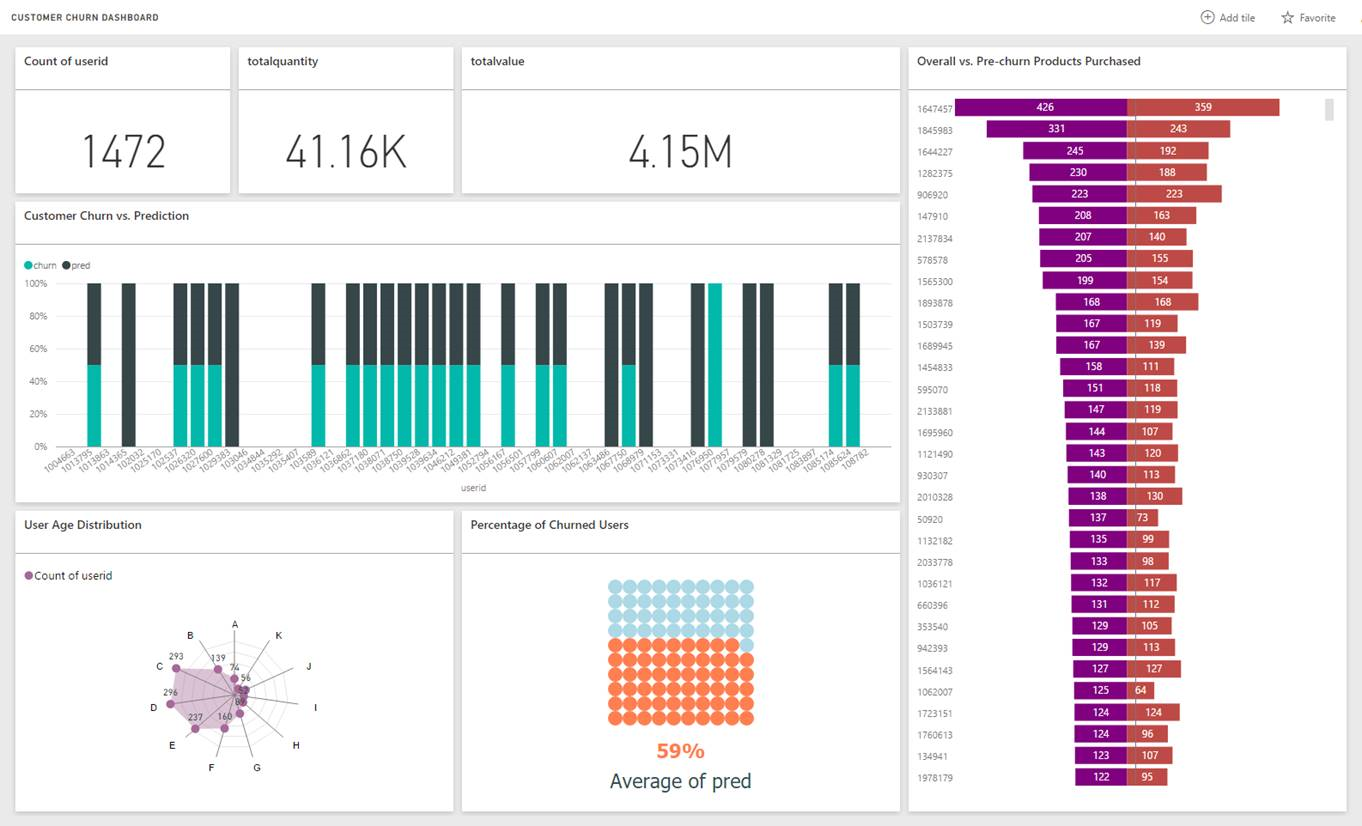 CUSTOMER CHURN DASHBOARD
Add tile
Favorite
Count of userid
1472
totalquantity
41.16K
totalvalue
4.15M
Customer Churn vs. Prediction
churn pred
100%
80%
60%
40%
20%
0%
1004663 1013795 1013863 1014365 102032 1025170 102537 1026320 1027600 1029383 103046 1034844 1035292 1035407 103589 1036121 1036862 1037180 1038071 1038750 1039528 1039634 1046212 1049381 1052794 1056167 1056501 1057799 1060607 1062007 1062137 1063486 1067750 1068979 1071153 1073331 1073416 1076950 1077957 1079579 1080278 1081329 1081725 1083897 1085174 1085624 108782
userid
User Age Distribution
Count of userid
A
B
K
C
J
D
I
E
H
F
G
293
139
74
56
296
237
160
Percentage of Churned Users
59%
Average of pred
Overall vs. Pre-churn Products Purchased
1647457 426 359
1845983 331 243
1644227 245 192
1282375 230 188
906920 223 223
147910 208 163
2137834 207 140
578578 205 155
1565300 199 154
1893878 168 168
1503739 167 119
1689945 167 139
1454833 158 111
595070 151 118
2133881 147 119
1695960 144 107
1121490 143 120
930307 140 113
2010328 138 130
50920 137 73
1132182 135 99
2033778 133 98
1036121 132 117
660396 131 112
353540 129 105
942393 129 113
1564143 127 127
1062007 125 64
1723151 124 124
1760613 124 96
134941 123 107
1978179 122 95